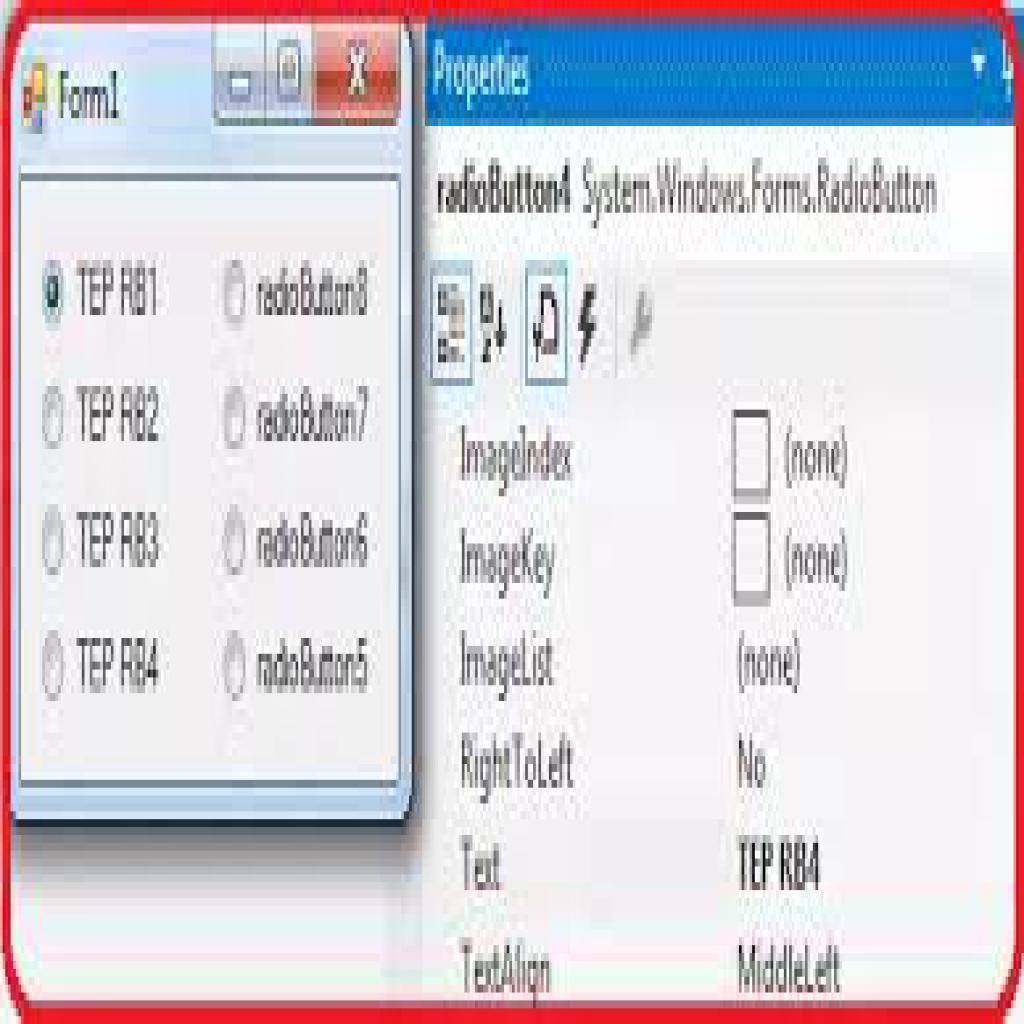 Form1
TEP RB1 radioButton8
TEP RB2 radioButton7
TEP RB3 radioButton6
TEP RB4 radioButton5
Properties
radioButton4 System.Windows.Forms.RadioButton
ImageIndex (none)
ImageKey (none)
ImageList (none)
RightToLeft No
Text TEP RB4
TextAlign MiddleLeft